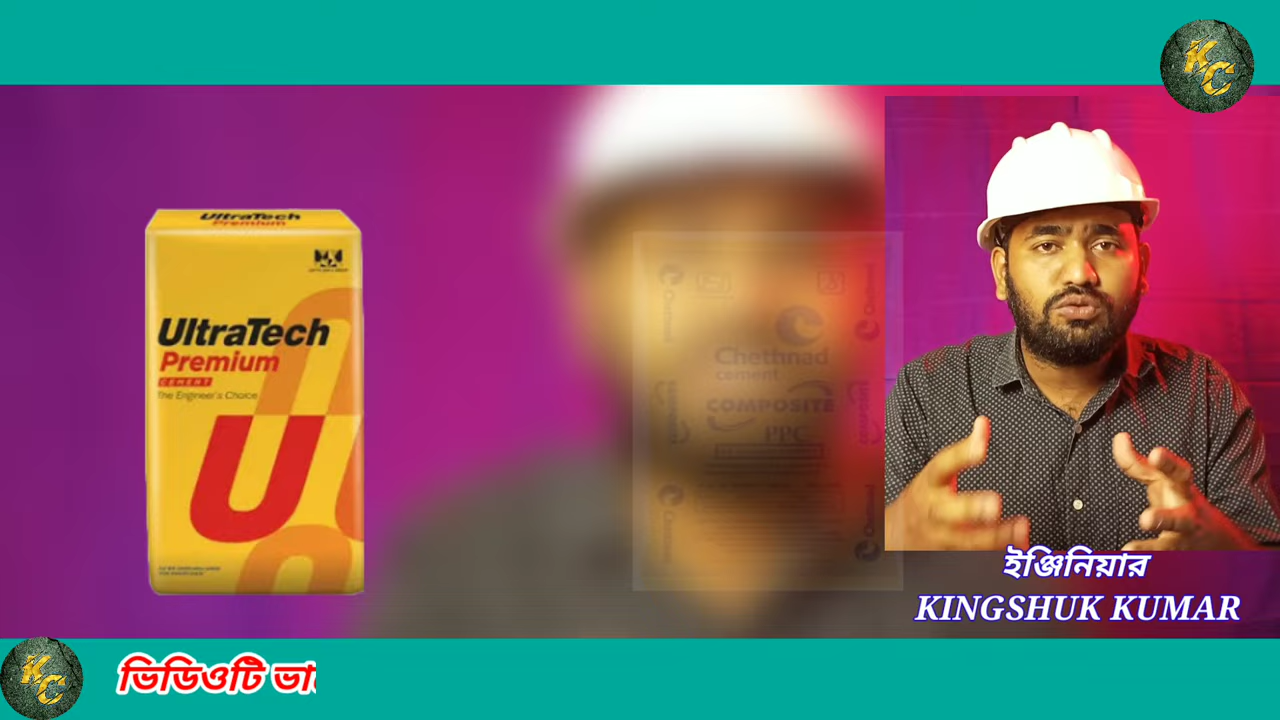 KC
UltraTech
Premium
UltraTech
Premium
CEMENT
The Engineer's Choice
U
Chettinad
cement
COMPOSITE
PPC
ইঞ্জিনিয়ার
KINGSHUK KUMAR
KC
ভিডিওটি